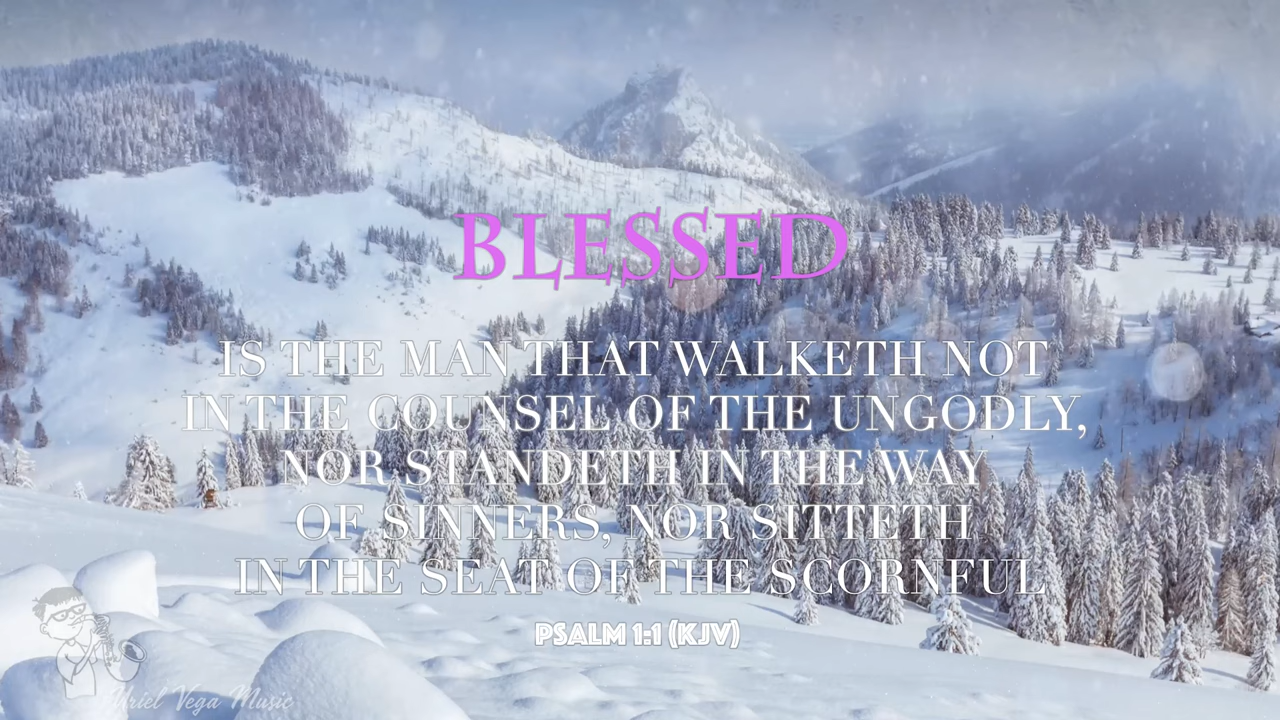 BLESSED
IS THE MAN THAT WALKETH NOT
IN THE COUNSEL OF THE UNGODLY,
NOR STANDETH IN THE WAY
OF SINNERS, NOR SITTETH
IN THE SEAT OF THE SCORNFUL
PSALM 1:1 (KJV)
Uriel Vega Music